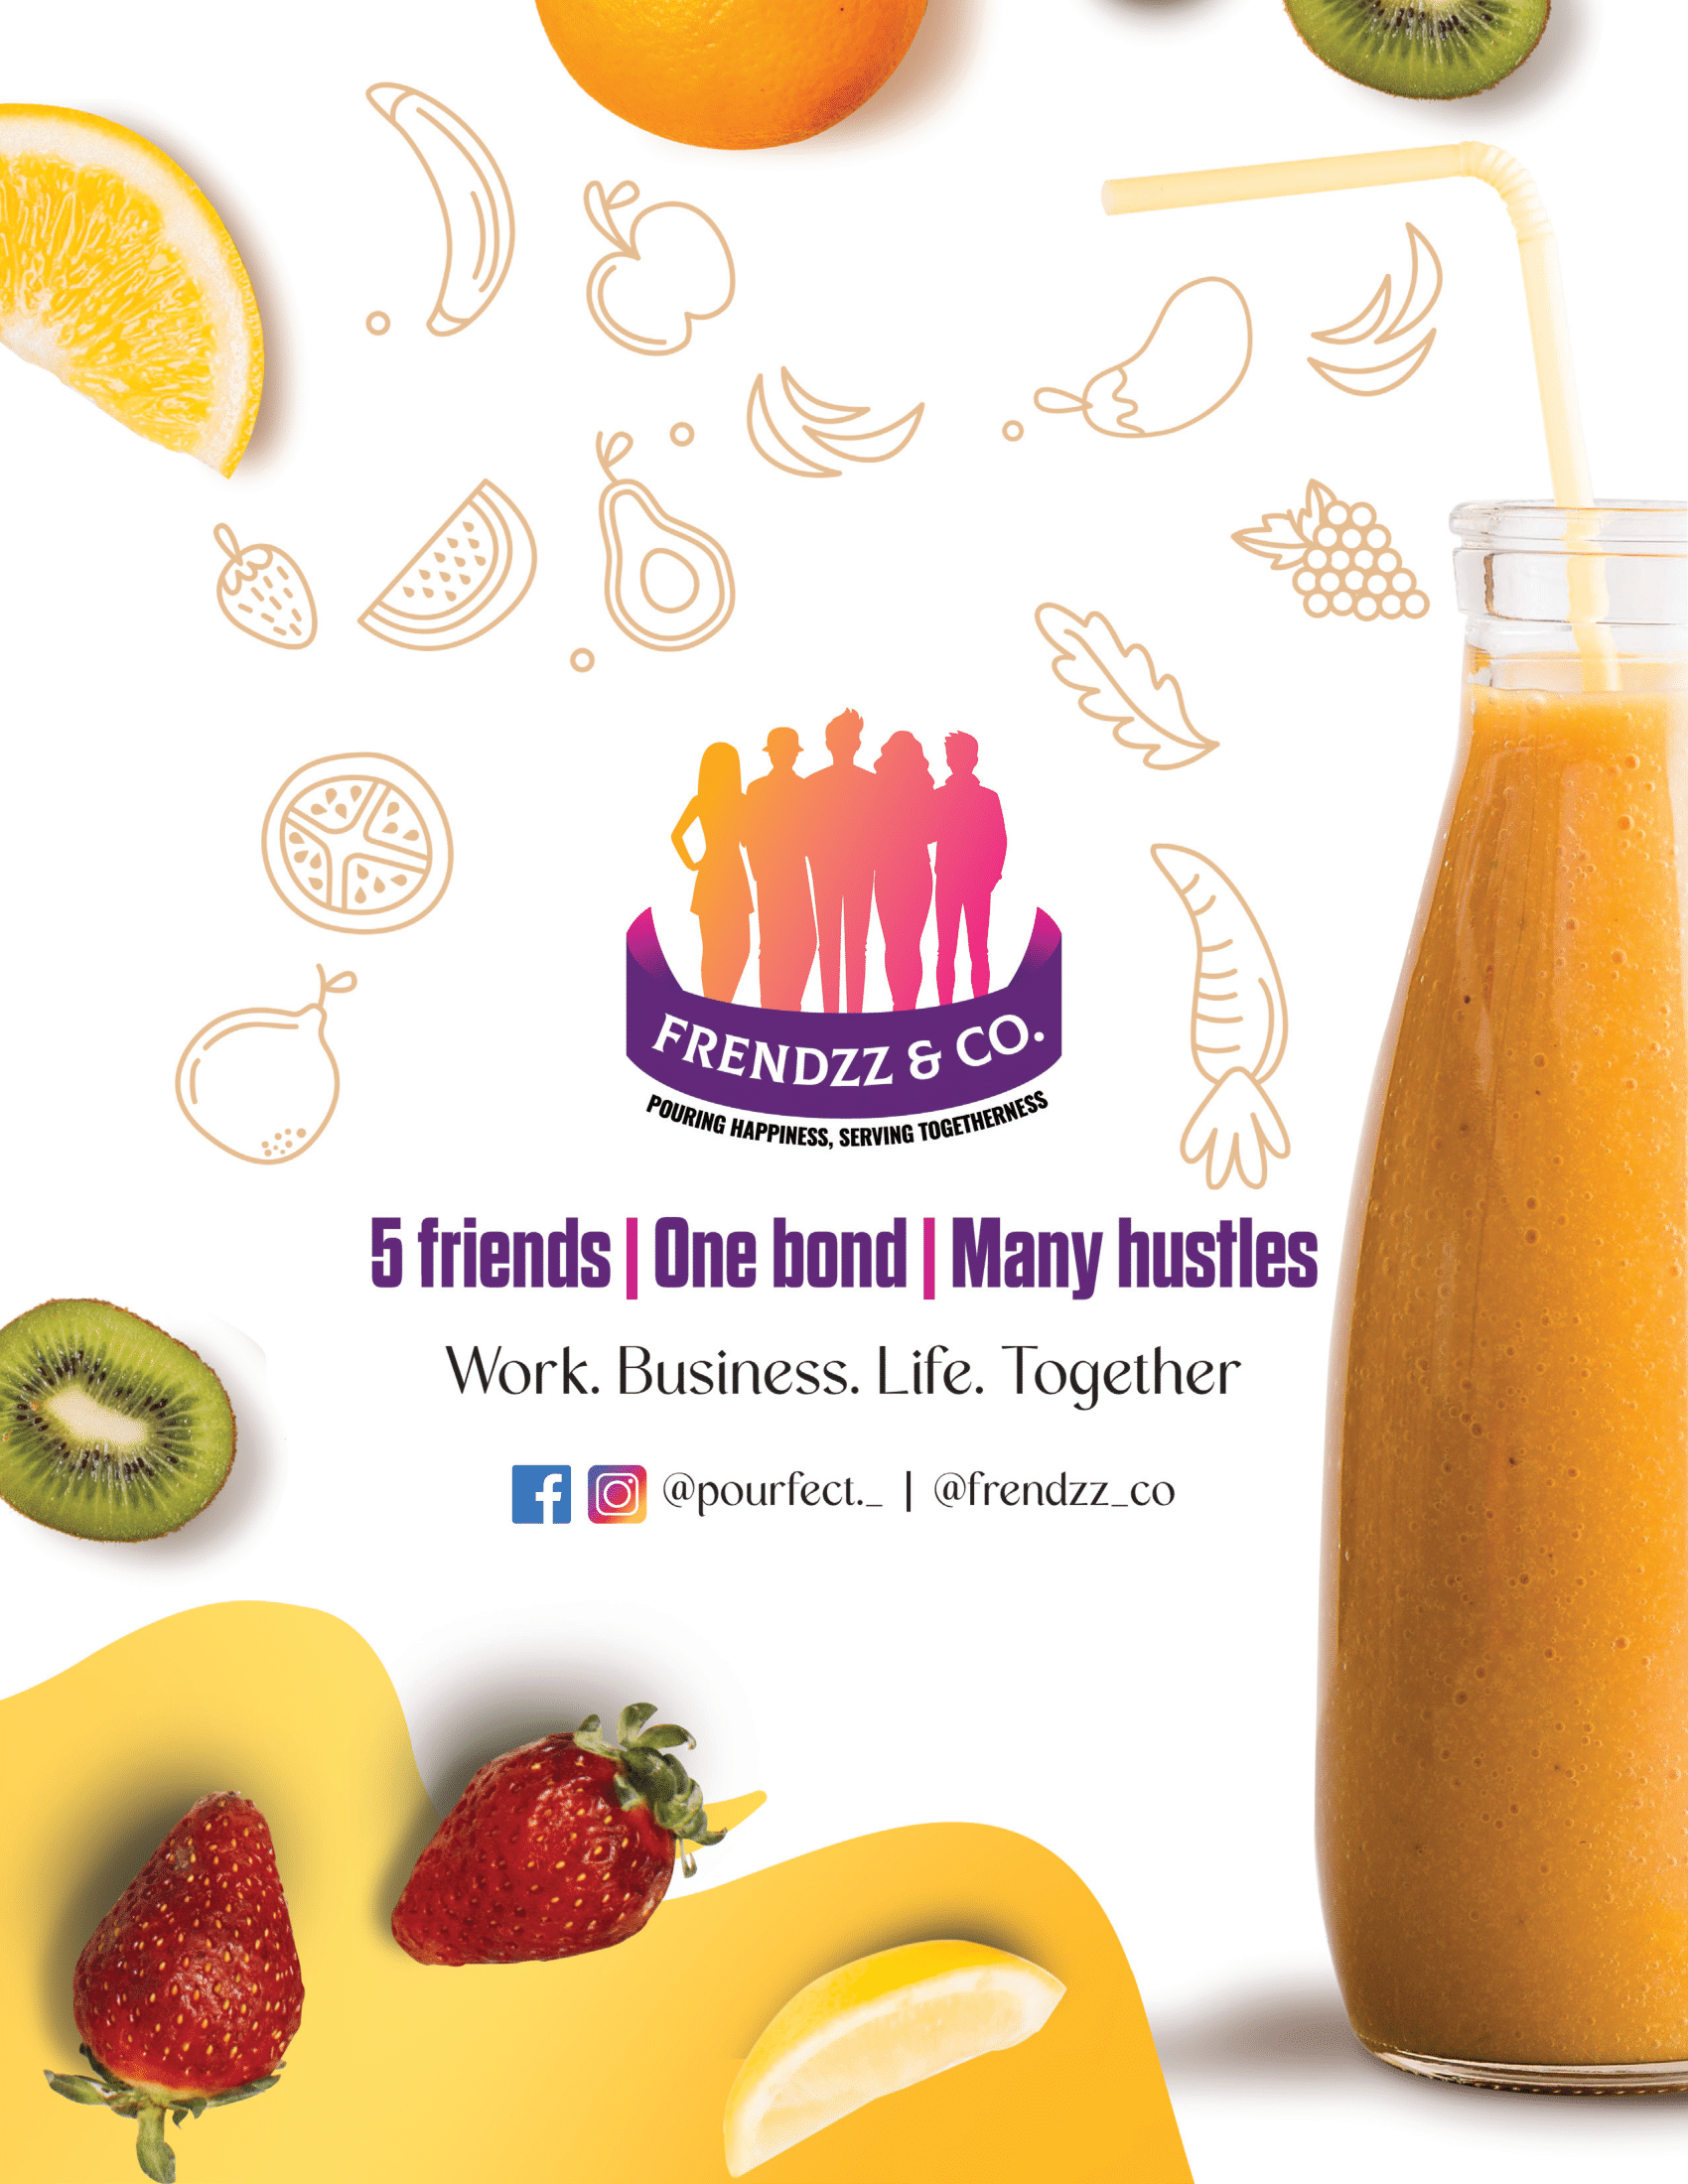 FRENDZZ & CO.
POURING HAPPINESS, SERVING TOGETHERNESS
5 friends | One bond | Many hustles
Work. Business. Life. Together
@pourfect._ | @frendzz_co